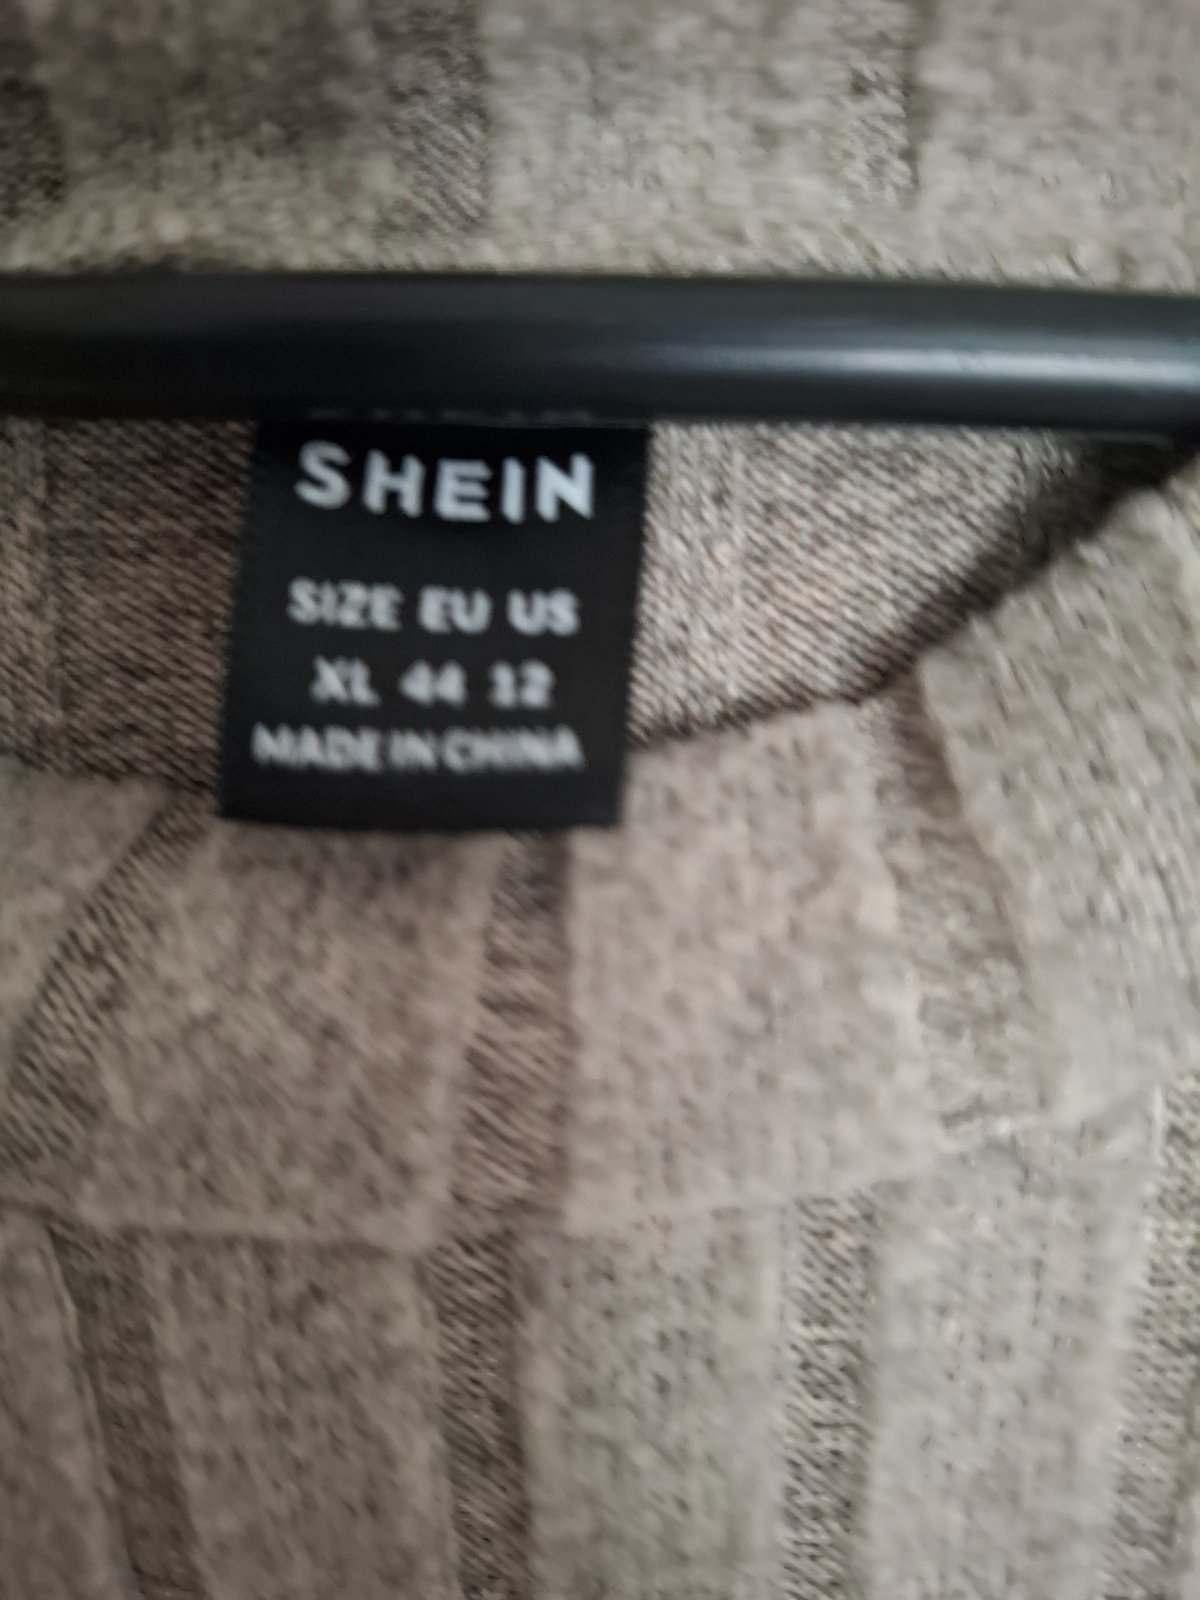 SHEIN
SIZE EU US
XL 44 12
MADE IN CHINA